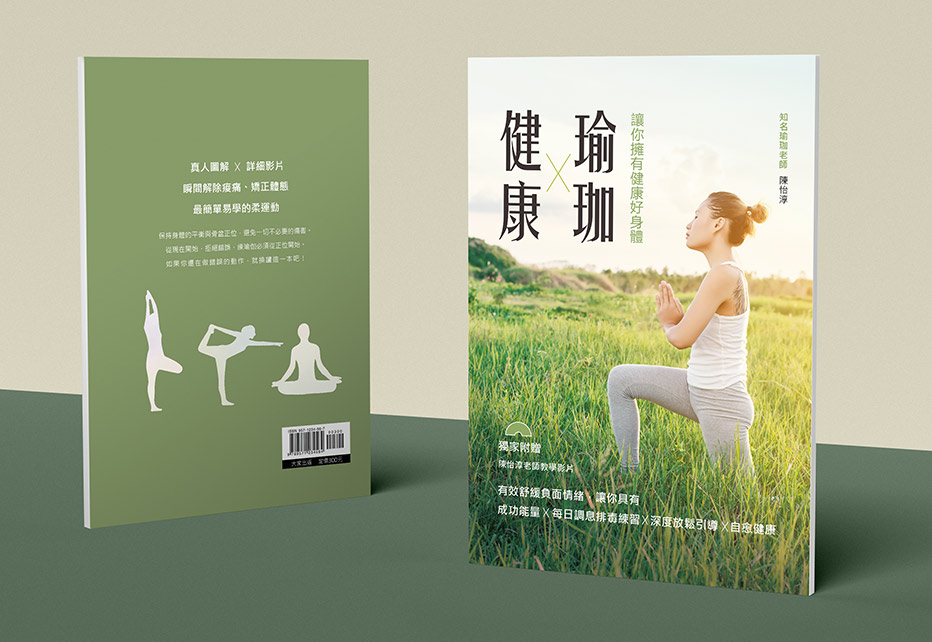 真人圖解 X 詳細影片
瞬間解除痠痛、矯正體態
最簡單易學的柔運動
保持身體的平衡與骨盆正位，避免一切不必要的傷害。
從現在開始，拒絕錯誤，練瑜珈必須從正位開始。
如果你還在做錯誤的動作，就換讀這一本吧！
大家出版 定價300元
瑜珈
X
健康
讓你擁有健康好身體
知名瑜珈老師 陳怡淳
獨家附贈
陳怡淳老師教學影片
有效舒緩負面情緒，讓你具有
成功能量X每日調息排毒練習X深度放鬆引導X自愈健康